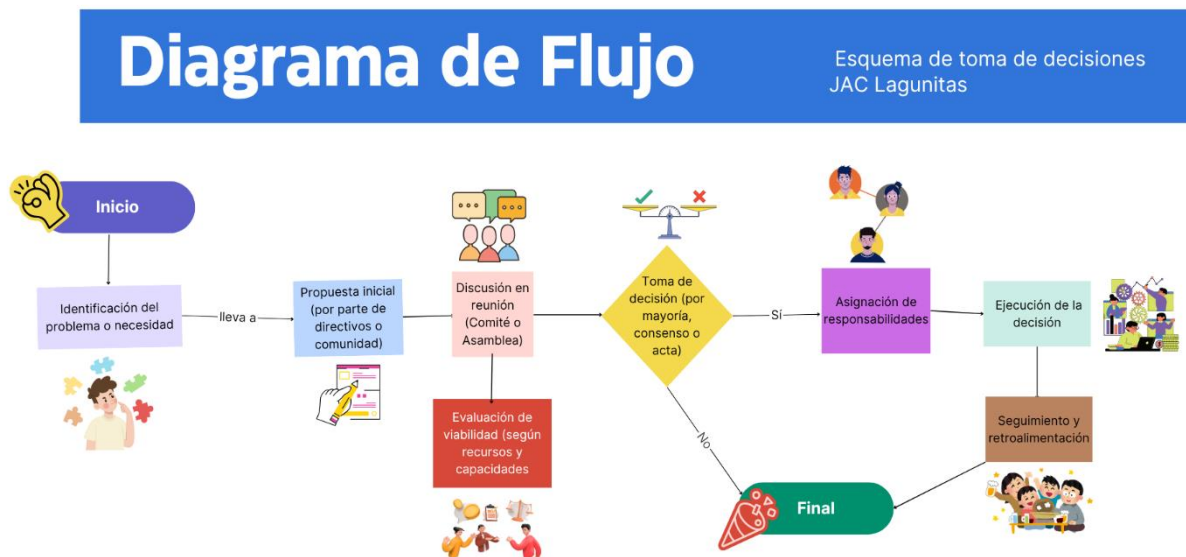 Diagrama de Flujo
Esquema de toma de decisiones
JAC Lagunitas
Inicio
Identificación del
problema o necesidad
lleva a
Propuesta inicial
(por parte de
directivos o
comunidad)
Discusión en
reunión
(Comité o
Asamblea)
Evaluación de
viabilidad (según
recursos y
capacidades
Toma de
decisión (por
mayoría,
consenso o
acta)
Sí
No
Asignación de
responsabilidades
Ejecución de la
decisión
Seguimiento y
retroalimentación
Final